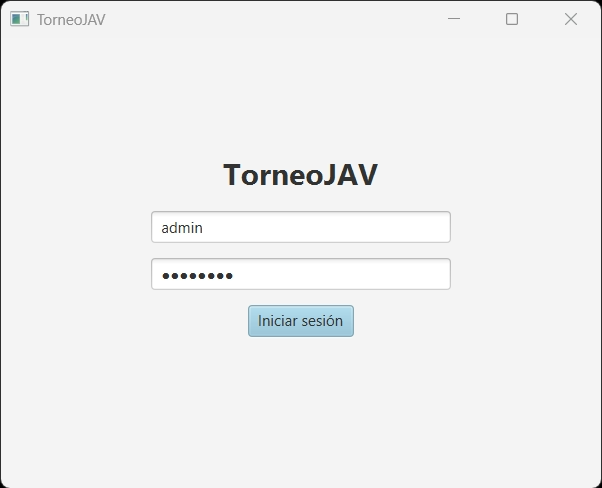 TorneoJAV
TorneoJAV
admin
●●●●●●●●
Iniciar sesión